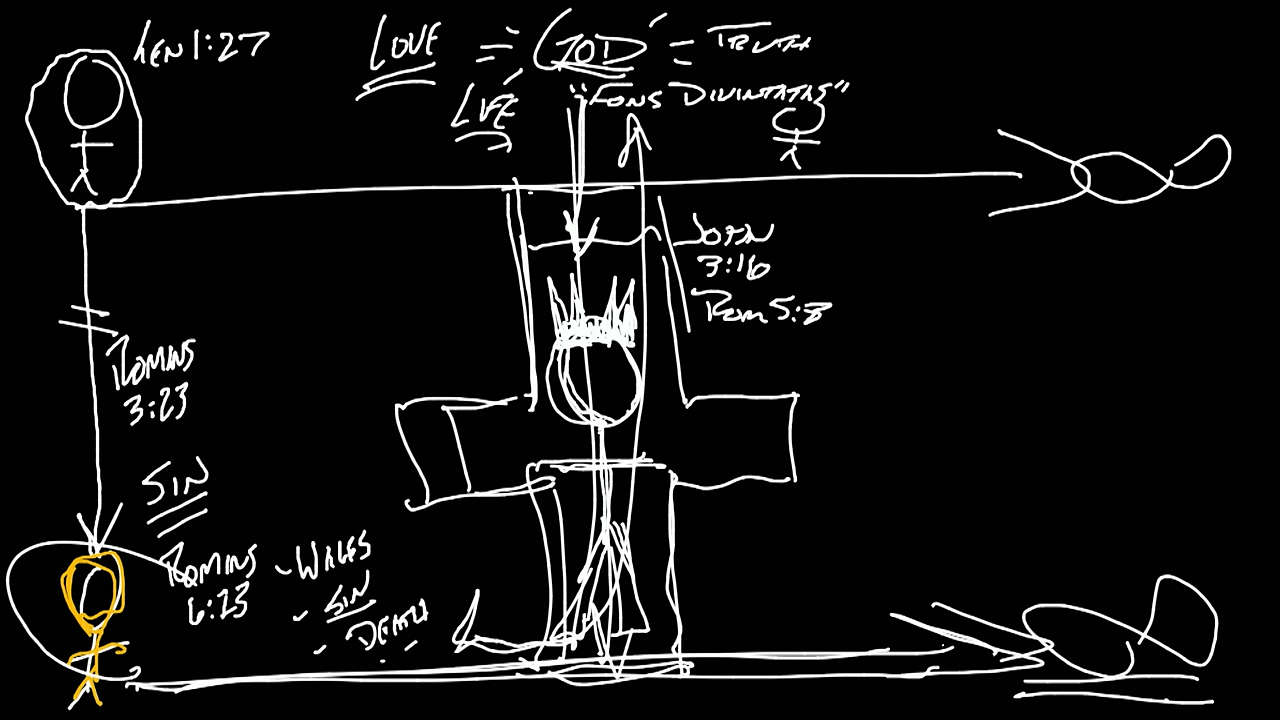 Gen 1:27
LOVE = GOD = TRUTH
LIFE
"FONS DIVINTATAE"
JOHN
3:16
Rom 5:8
ROMANS
3:23
SIN
ROMANS
6:23
- WAGES
- SIN
- DEATH